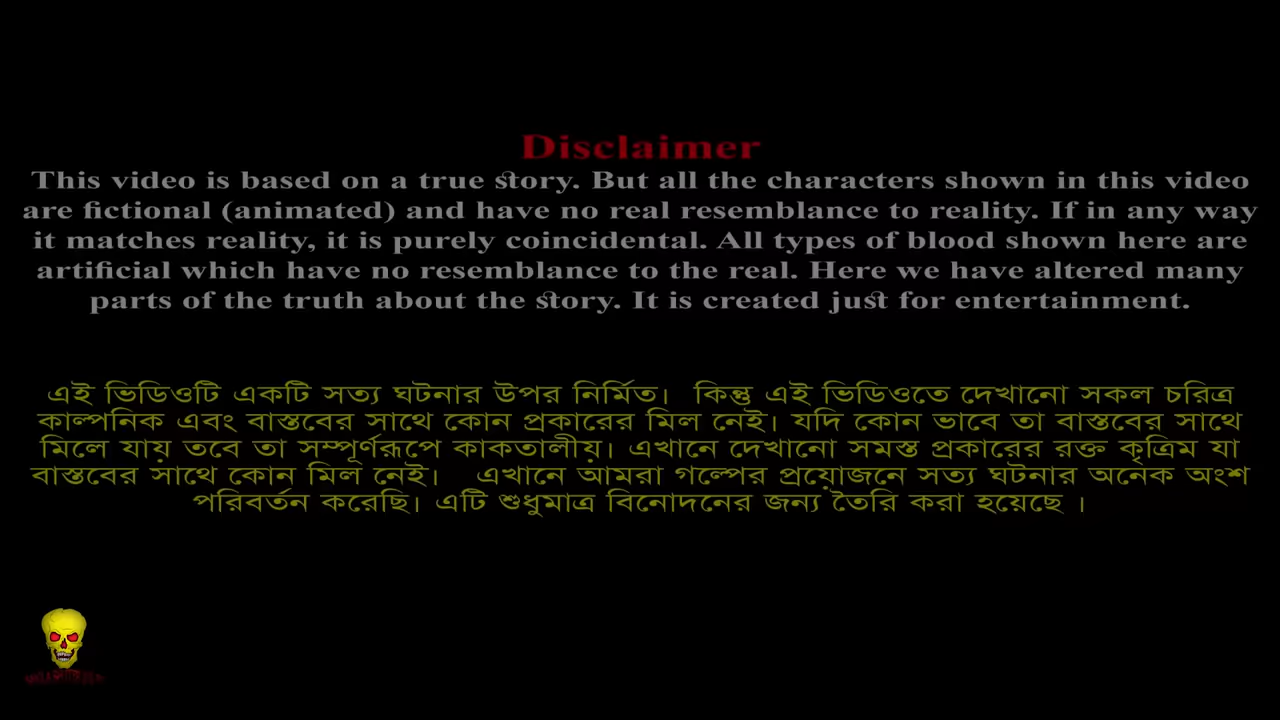 Disclaimer
This video is based on a true story. But all the characters shown in this video
are fictional (animated) and have no real resemblance to reality. If in any way
it matches reality, it is purely coincidental. All types of blood shown here are
artificial which have no resemblance to the real. Here we have altered many
parts of the truth about the story. It is created just for entertainment.
এই ভিডিওটি একটি সত্য ঘটনার উপর নির্মিত। কিন্তু এই ভিডিওতে দেখানো সকল চরিত্র
কাল্পনিক এবং বাস্তবের সাথে কোন প্রকারের মিল নেই। যদি কোন ভাবে তা বাস্তবের সাথে
মিলে যায় তবে তা সম্পূর্ণরূপে কাকতালীয়। এখানে দেখানো সমস্ত প্রকারের রক্ত কৃত্রিম যা
বাস্তবের সাথে কোন মিল নেই। এখানে আমরা গল্পের প্রয়োজনে সত্য ঘটনার অনেক অংশ
পরিবর্তন করেছি। এটি শুধুমাত্র বিনোদনের জন্য তৈরি করা হয়েছে ।